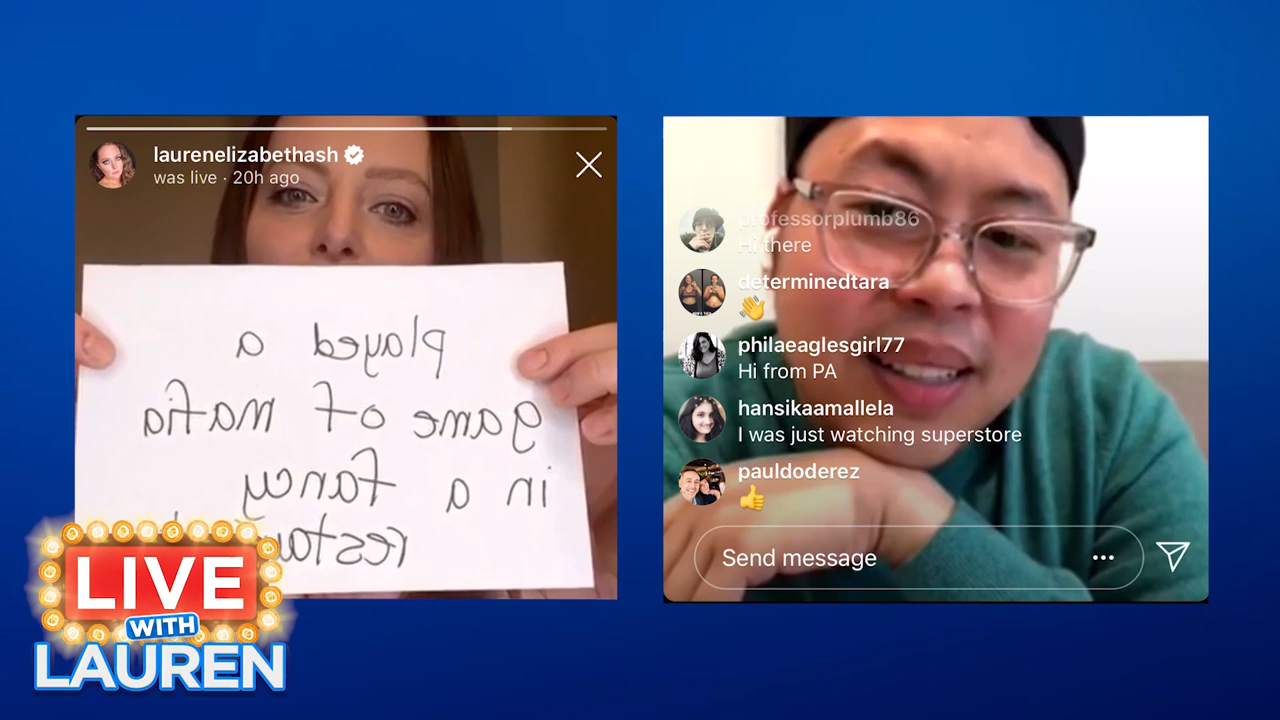 laurenelizabethash
was live · 20h ago
played a
game of mafia
in a fancy
professorplumb86
Hi there
determinedtara
👋
philaeaglesgirl77
Hi from PA
hansikaamallela
I was just watching superstore
pauldoderez
👍
Send message
LIVE
WITH
LAUREN